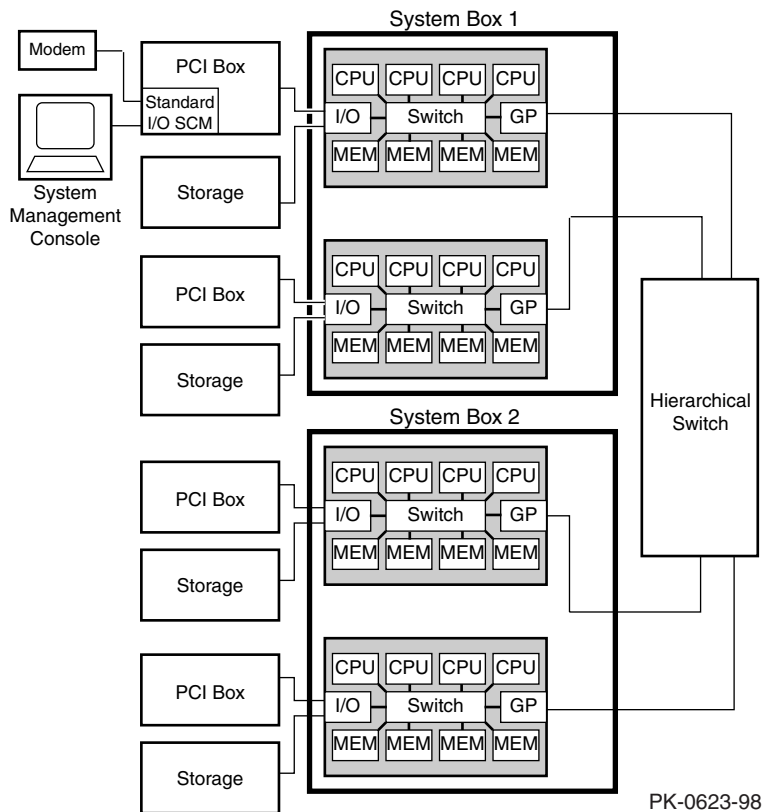 System Box 1
Modem
PCI Box
Standard
I/O SCM
System
Management
Console
Storage
CPU CPU CPU CPU
I/O Switch GP
MEM MEM MEM MEM
PCI Box
Storage
CPU CPU CPU CPU
I/O Switch GP
MEM MEM MEM MEM
Hierarchical
Switch
System Box 2
PCI Box
Storage
CPU CPU CPU CPU
I/O Switch GP
MEM MEM MEM MEM
PCI Box
Storage
CPU CPU CPU CPU
I/O Switch GP
MEM MEM MEM MEM
PK-0623-98